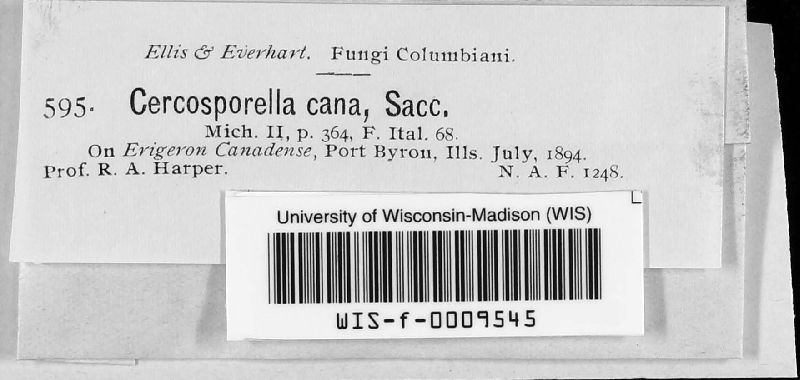 Ellis & Everhart. Fungi Columbiani.
595. Cercosporella cana, Sacc.
Mich. II, p. 364, F. Ital. 68.
On Erigeron Canadense, Port Byron, Ills. July, 1894.
Prof. R. A. Harper. N. A. F. 1248.
University of Wisconsin-Madison (WIS)
WIS-f-0009545